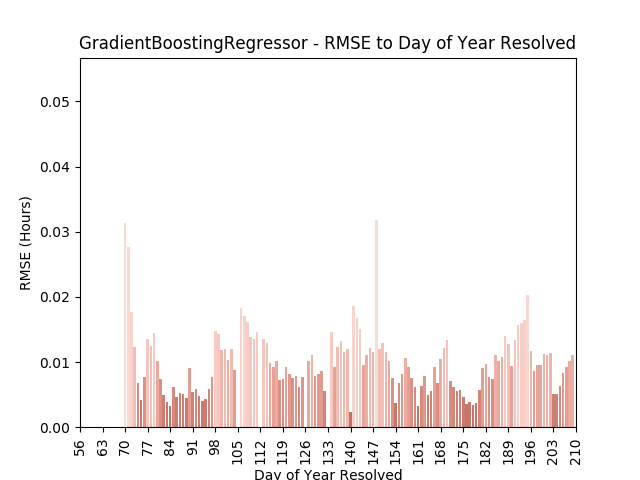 GradientBoostingRegressor - RMSE to Day of Year Resolved
RMSE (Hours)
0.05
0.04
0.03
0.02
0.01
0.00
56 63 70 77 84 91 98 105 112 119 126 133 140 147 154 161 168 175 182 189 196 203 210
Day of Year Resolved